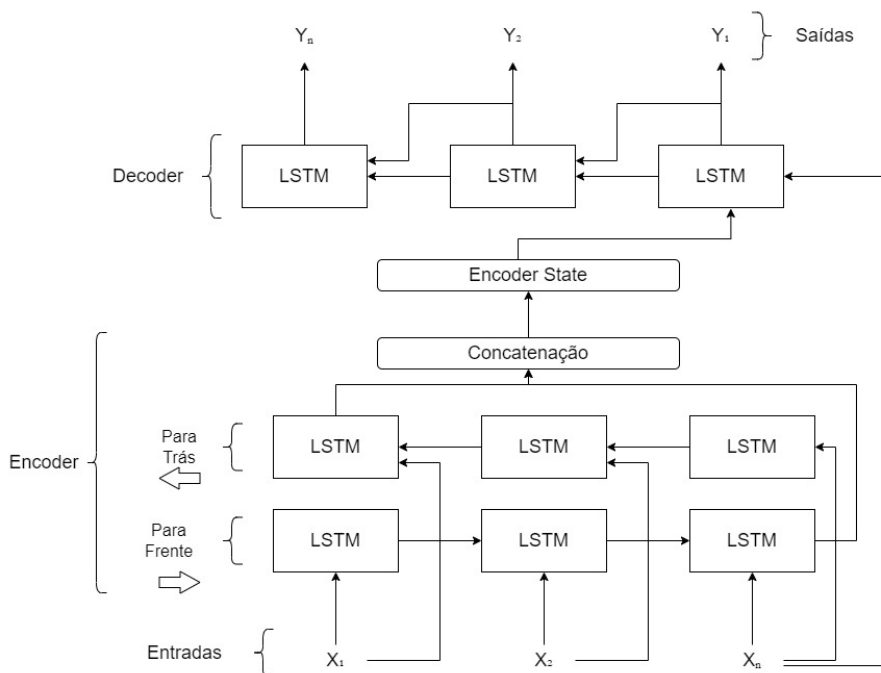 Yₙ Y₂ Y₁ Saídas
Decoder LSTM LSTM LSTM
Encoder State
Concatenação
Encoder
Para
Trás
LSTM LSTM LSTM
Para
Frente
LSTM LSTM LSTM
Entradas X₁ X₂ Xₙ